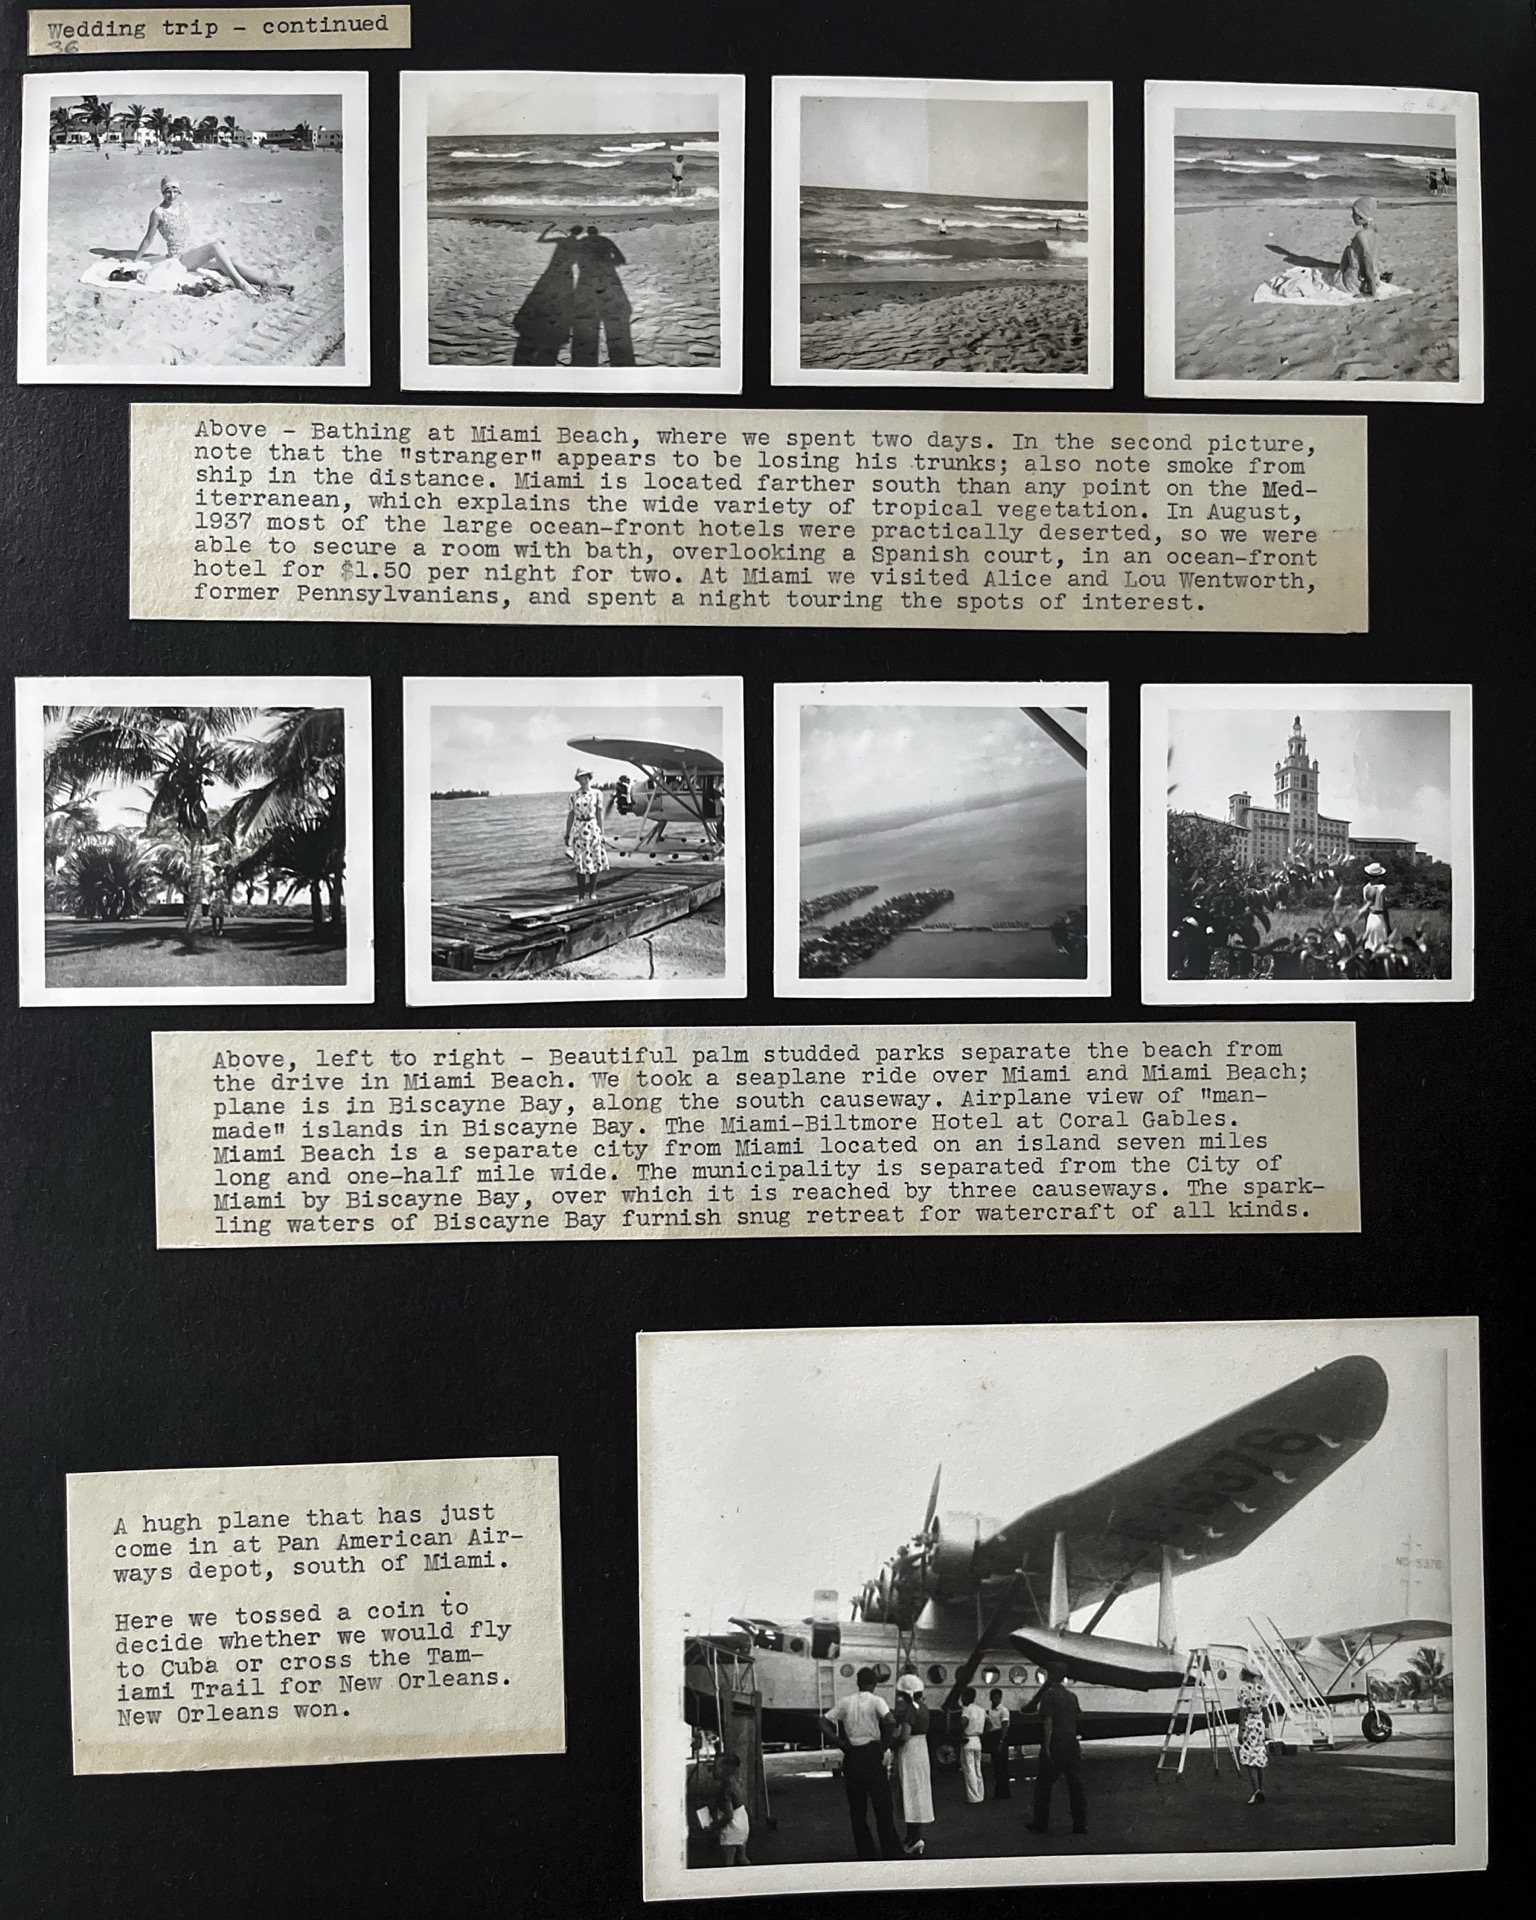 Wedding trip - continued
36
Above - Bathing at Miami Beach, where we spent two days. In the second picture,
note that the "stranger" appears to be losing his trunks; also note smoke from
ship in the distance. Miami is located farther south than any point on the Med-
iterranean, which explains the wide variety of tropical vegetation. In August,
1937 most of the large ocean-front hotels were practically deserted, so we were
able to secure a room with bath, overlooking a Spanish court, in an ocean-front
hotel for $1.50 per night for two. At Miami we visited Alice and Lou Wentworth,
former Pennsylvanians, and spent a night touring the spots of interest.
Above, left to right - Beautiful palm studded parks separate the beach from
the drive in Miami Beach. We took a seaplane ride over Miami and Miami Beach;
plane is in Biscayne Bay, along the south causeway. Airplane view of "man-
made" islands in Biscayne Bay. The Miami-Biltmore Hotel at Coral Gables.
Miami Beach is a separate city from Miami located on an island seven miles
long and one-half mile wide. The municipality is separated from the City of
Miami by Biscayne Bay, over which it is reached by three causeways. The spark-
ling waters of Biscayne Bay furnish snug retreat for watercraft of all kinds.
A hugh plane that has just
come in at Pan American Air-
ways depot, south of Miami.
Here we tossed a coin to
decide whether we would fly
to Cuba or cross the Tam-
iami Trail for New Orleans.
New Orleans won.